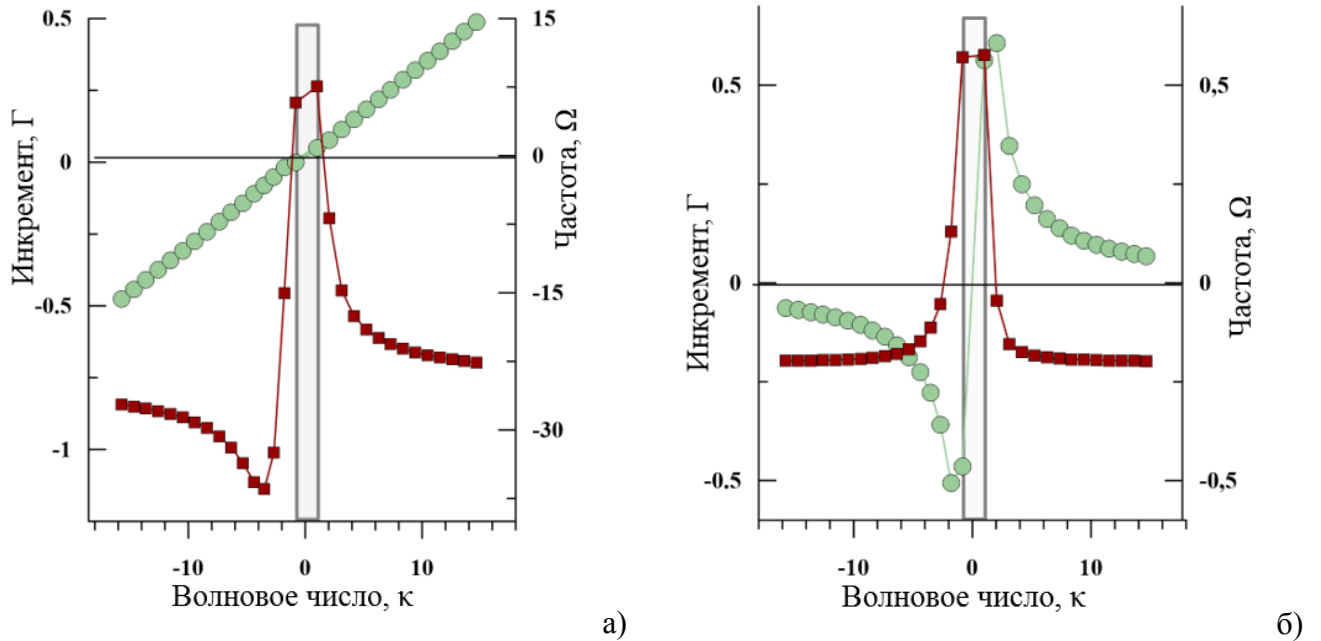 0.5
0
-0.5
-1
Инкремент, Г
15
0
-15
-30
Частота, Ω
-10 0 10
Волновое число, κ
а)
0.5
0
-0.5
Инкремент, Г
0,5
0
-0,5
Частота, Ω
-10 0 10
Волновое число, κ
б)